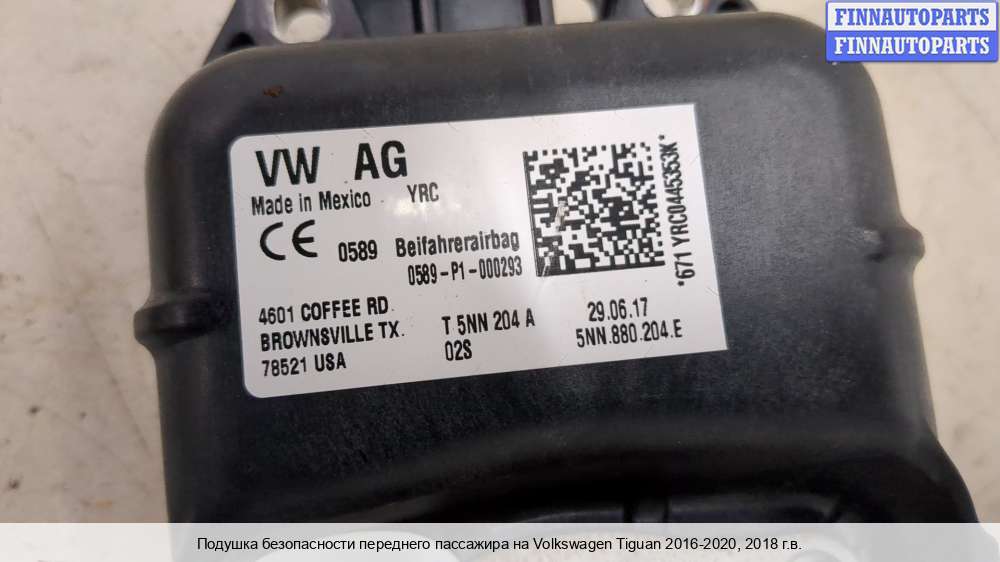 FINNAUTOPARTS
FINNAUTOPARTS
VW AG
Made in Mexico YRC
CE 0589 Beifahrerairbag
0589-P1-000293
4601 COFFEE RD.
BROWNSVILLE TX.
78521 USA
T 5NN 204 A
02S
29.06.17
5NN.880.204.E
*671 YRCU445353K*
Подушка безопасности переднего пассажира на Volkswagen Tiguan 2016-2020, 2018 г.в.